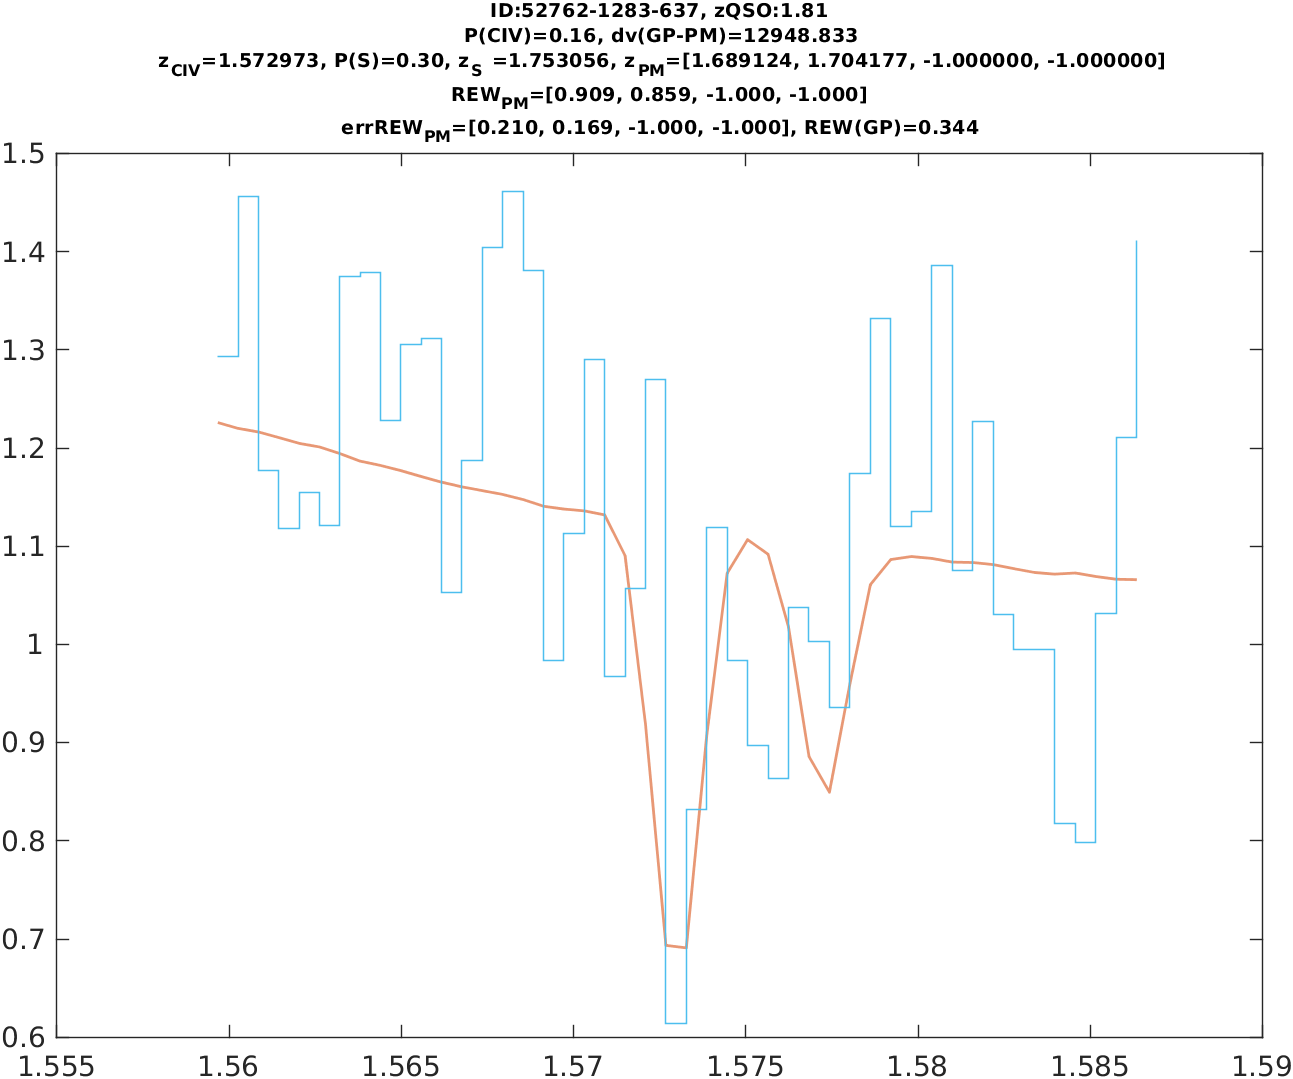 ID:52762-1283-637, zQSO:1.81
P(CIV)=0.16, dv(GP-PM)=12948.833
zCIV=1.572973, P(S)=0.30, zS =1.753056, zPM=[1.689124, 1.704177, -1.000000, -1.000000]
REWPM=[0.909, 0.859, -1.000, -1.000]
errREWPM=[0.210, 0.169, -1.000, -1.000], REW(GP)=0.344
1.5
1.4
1.3
1.2
1.1
1
0.9
0.8
0.7
0.6
1.555 1.56 1.565 1.57 1.575 1.58 1.585 1.59